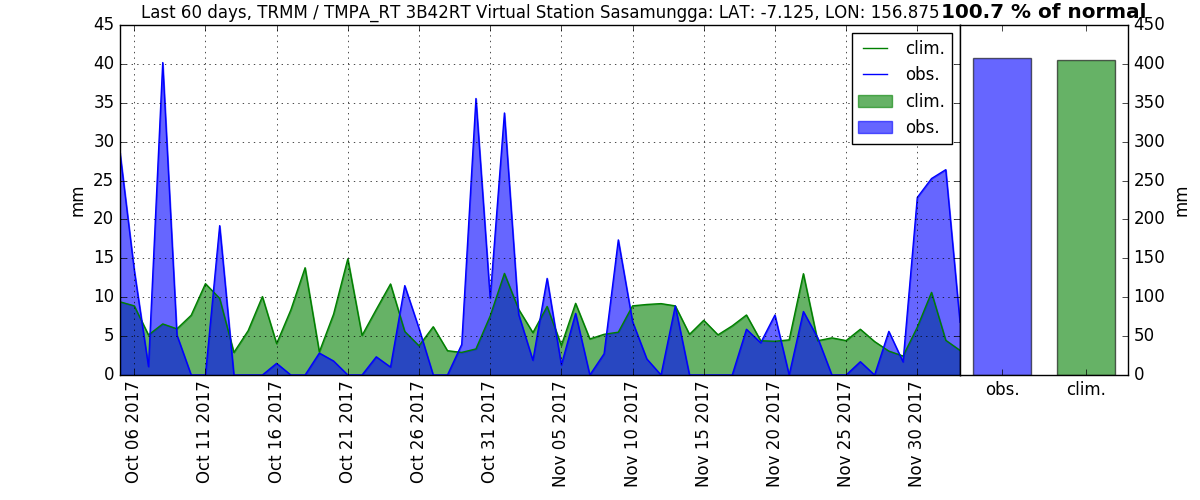 Last 60 days, TRMM / TMPA_RT 3B42RT Virtual Station Sasamungga: LAT: -7.125, LON: 156.875
100.7 % of normal
45
40
35
30
25
20
15
10
5
0
mm
clim.
obs.
clim.
obs.
Oct 06 2017
Oct 11 2017
Oct 16 2017
Oct 21 2017
Oct 26 2017
Oct 31 2017
Nov 05 2017
Nov 10 2017
Nov 15 2017
Nov 20 2017
Nov 25 2017
Nov 30 2017
450
400
350
300
250
200
150
100
50
0
mm
obs.
clim.